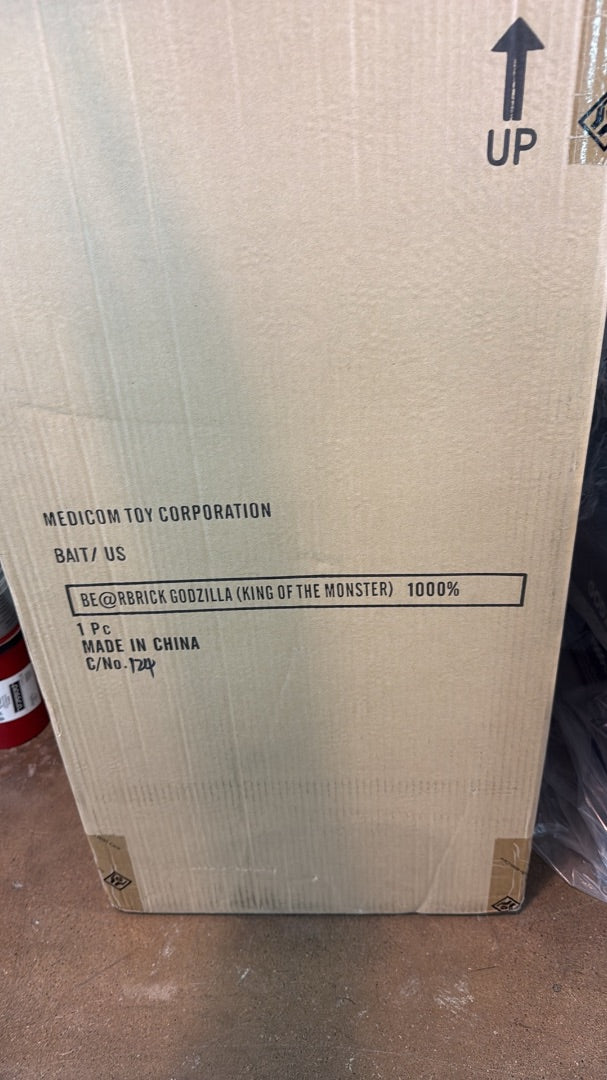 UP
MEDICOM TOY CORPORATION
BAIT/ US
BE@RBRICK GODZILLA (KING OF THE MONSTER) 1000%
1 Pc
MADE IN CHINA
C/No. 124